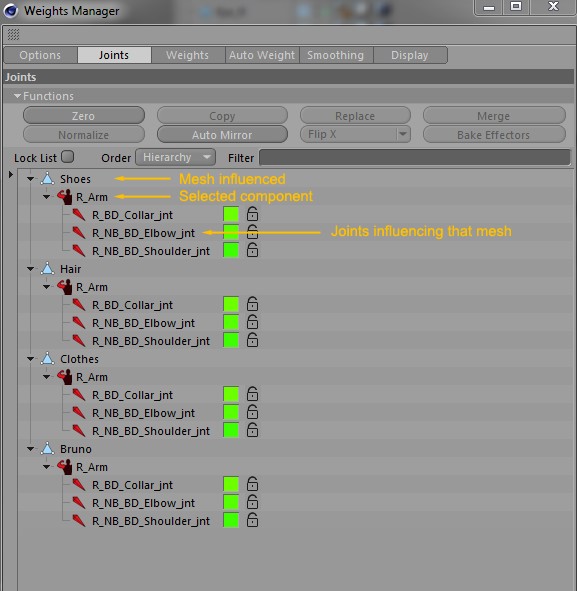 Weights Manager
Options Joints Weights Auto Weight Smoothing Display
Joints
Functions
Zero Copy Replace Merge
Normalize Auto Mirror Flip X Bake Effectors
Lock List Order Hierarchy Filter
Shoes Mesh influenced
R_Arm Selected component
R_BD_Collar_jnt
R_NB_BD_Elbow_jnt Joints influencing that mesh
R_NB_BD_Shoulder_jnt
Hair
R_Arm
R_BD_Collar_jnt
R_NB_BD_Elbow_jnt
R_NB_BD_Shoulder_jnt
Clothes
R_Arm
R_BD_Collar_jnt
R_NB_BD_Elbow_jnt
R_NB_BD_Shoulder_jnt
Bruno
R_Arm
R_BD_Collar_jnt
R_NB_BD_Elbow_jnt
R_NB_BD_Shoulder_jnt